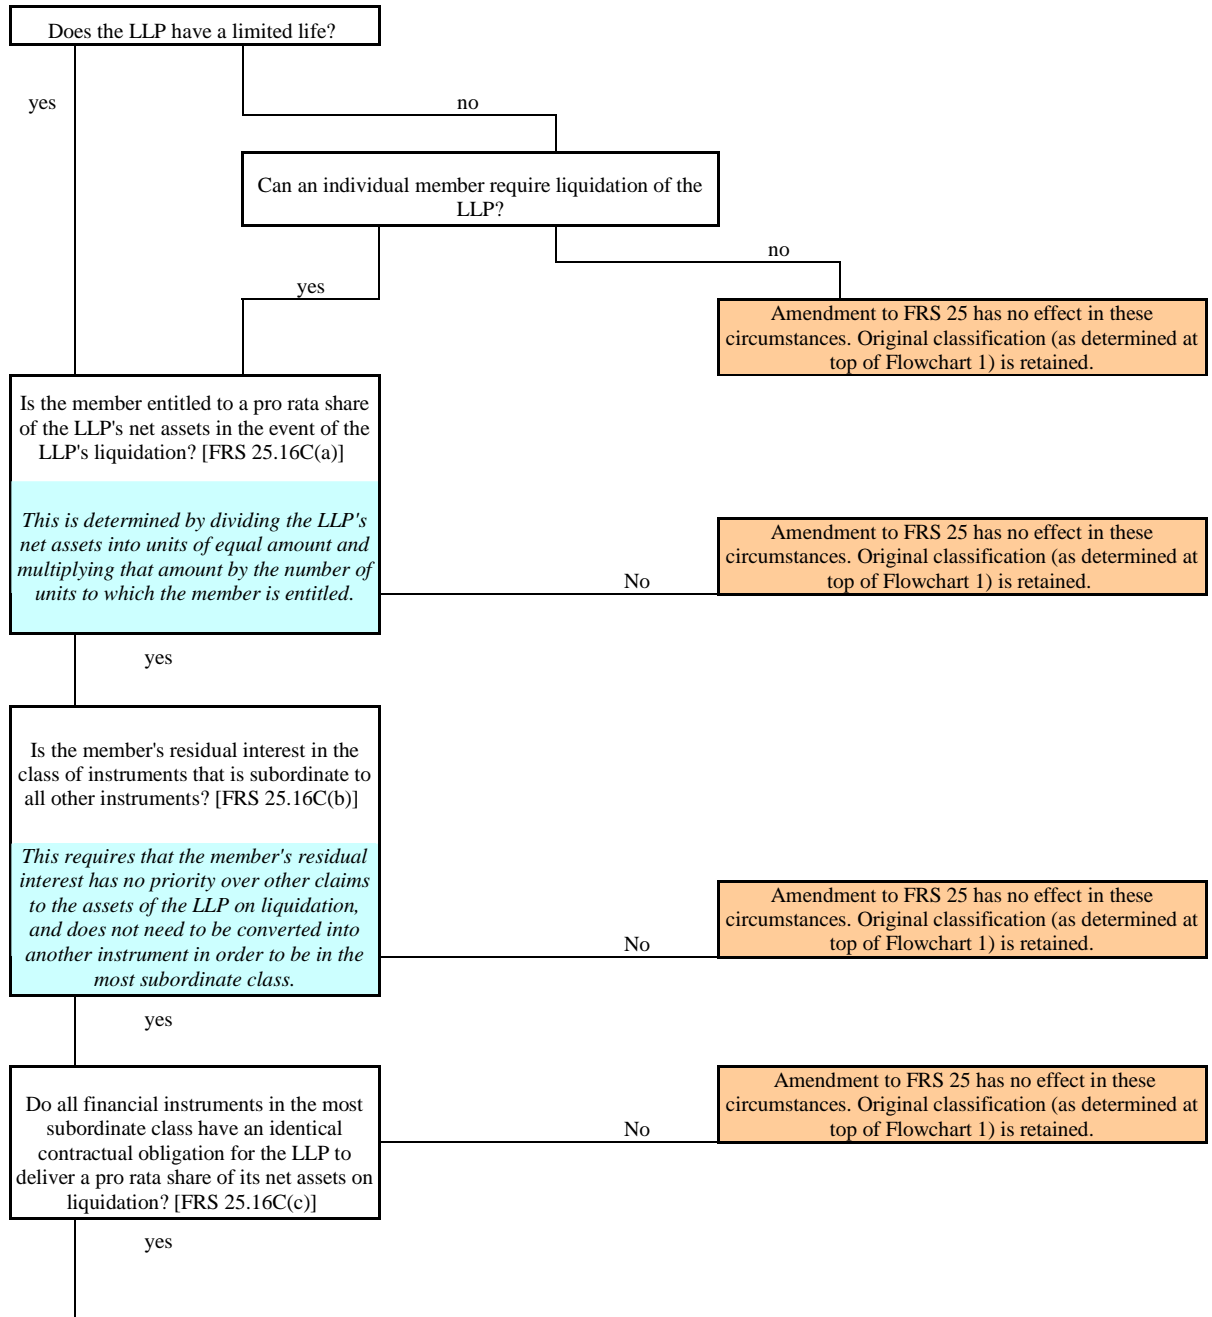 Does the LLP have a limited life?
yes
no
Can an individual member require liquidation of the
LLP?
no
yes
Amendment to FRS 25 has no effect in these
circumstances. Original classification (as determined at
top of Flowchart 1) is retained.
Is the member entitled to a pro rata share
of the LLP's net assets in the event of the
LLP's liquidation? [FRS 25.16C(a)]
This is determined by dividing the LLP's
net assets into units of equal amount and
multiplying that amount by the number of
units to which the member is entitled.
No
Amendment to FRS 25 has no effect in these
circumstances. Original classification (as determined at
top of Flowchart 1) is retained.
yes
Is the member's residual interest in the
class of instruments that is subordinate to
all other instruments? [FRS 25.16C(b)]
This requires that the member's residual
interest has no priority over other claims
to the assets of the LLP on liquidation,
and does not need to be converted into
another instrument in order to be in the
most subordinate class.
No
Amendment to FRS 25 has no effect in these
circumstances. Original classification (as determined at
top of Flowchart 1) is retained.
yes
Do all financial instruments in the most
subordinate class have an identical
contractual obligation for the LLP to
deliver a pro rata share of its net assets on
liquidation? [FRS 25.16C(c)]
No
Amendment to FRS 25 has no effect in these
circumstances. Original classification (as determined at
top of Flowchart 1) is retained.
yes